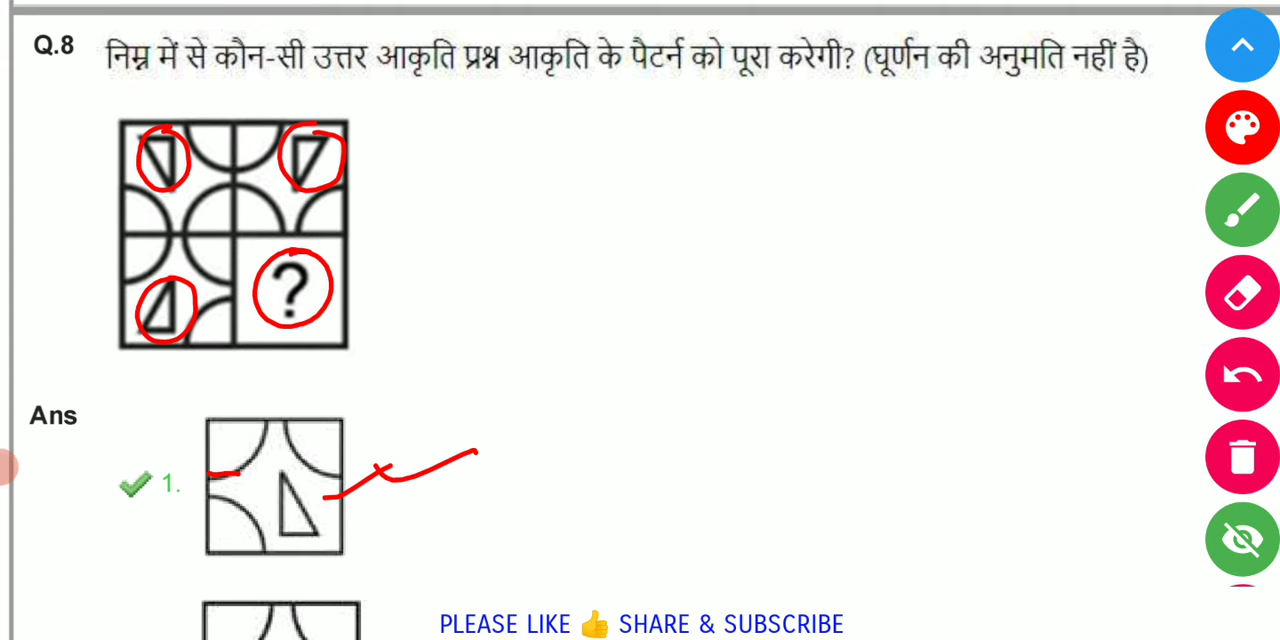 Q.8 निम्न में से कौन-सी उत्तर आकृति प्रश्न आकृति के पैटर्न को पूरा करेगी? (घूर्णन की अनुमति नहीं है)
?
Ans
1.
PLEASE LIKE 👍 SHARE & SUBSCRIBE